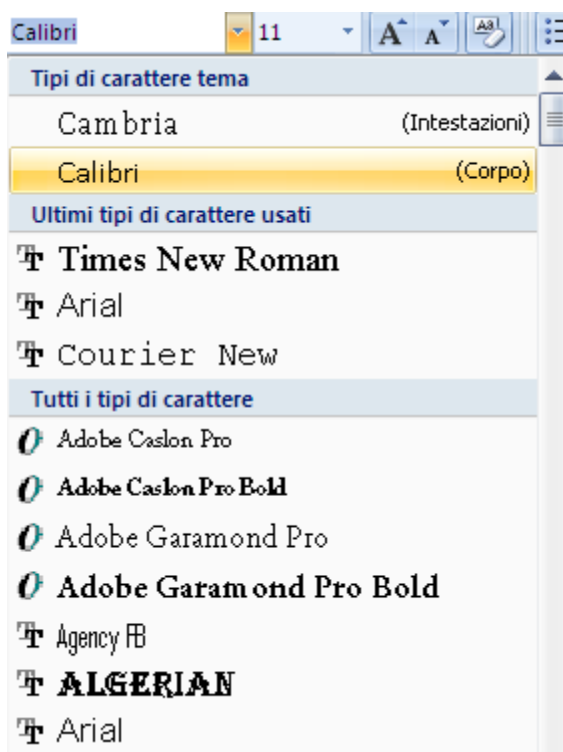 Calibri 11 A A Aa
Tipi di carattere tema
Cambria (Intestazioni)
Calibri (Corpo)
Ultimi tipi di carattere usati
Times New Roman
Arial
Courier New
Tutti i tipi di carattere
Adobe Caslon Pro
Adobe Caslon Pro Bold
Adobe Garamond Pro
Adobe Garamond Pro Bold
Agency FB
ALGERIAN
Arial